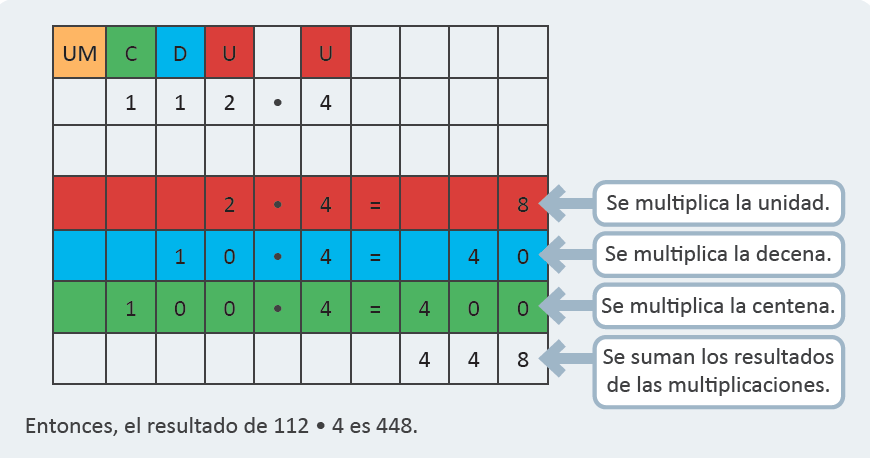 UM C D U U
1 1 2 • 4
2 • 4 = 8
Se multiplica la unidad.
1 0 • 4 = 4 0
Se multiplica la decena.
1 0 0 • 4 = 4 0 0
Se multiplica la centena.
4 4 8
Se suman los resultados
de las multiplicaciones.
Entonces, el resultado de 112 • 4 es 448.